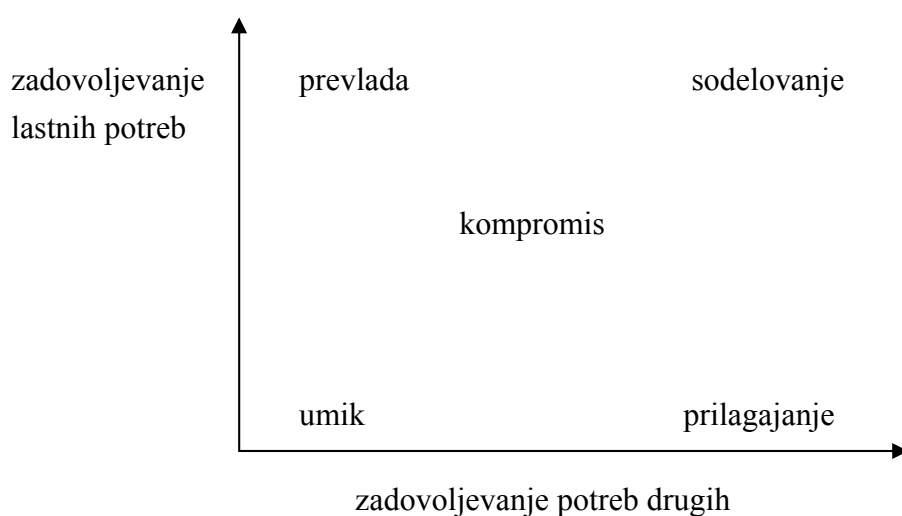 zadovoljevanje
lastnih potreb
prevlada
sodelovanje
kompromis
umik
prilagajanje
zadovoljevanje potreb drugih